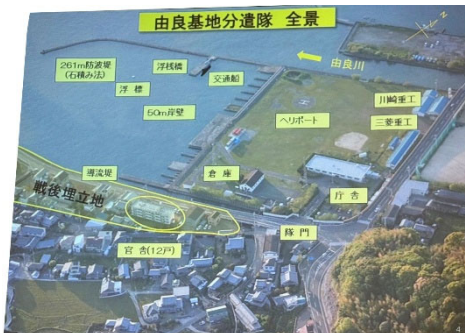 由良基地分遣隊 全景
261m防波堤
(石積み法)
浮桟橋
浮標
交通船
由良川
50m岸壁
ヘリポート
川崎重工
三菱重工
導流堤
倉庫
庁舎
戦後埋立地
隊門
官舎(12戸)